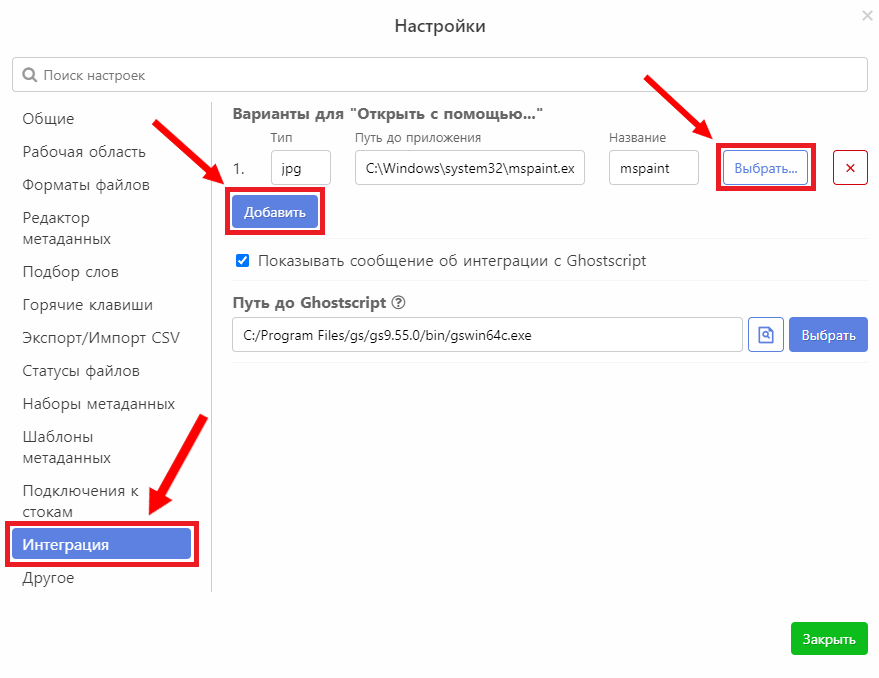 Настройки
Поиск настроек
Общие
Рабочая область
Форматы файлов
Редактор
метаданных
Подбор слов
Горячие клавиши
Экспорт/Импорт CSV
Статусы файлов
Наборы метаданных
Шаблоны
метаданных
Подключения к
стокам
Интеграция
Другое
Варианты для "Открыть с помощью..."
Тип Путь до приложения Название
1. jpg C:\Windows\system32\mspaint.ex mspaint Выбрать...
Добавить
Показывать сообщение об интеграции с Ghostscript
Путь до Ghostscript
C:/Program Files/gs/gs9.55.0/bin/gswin64c.exe Выбрать
Закрыть